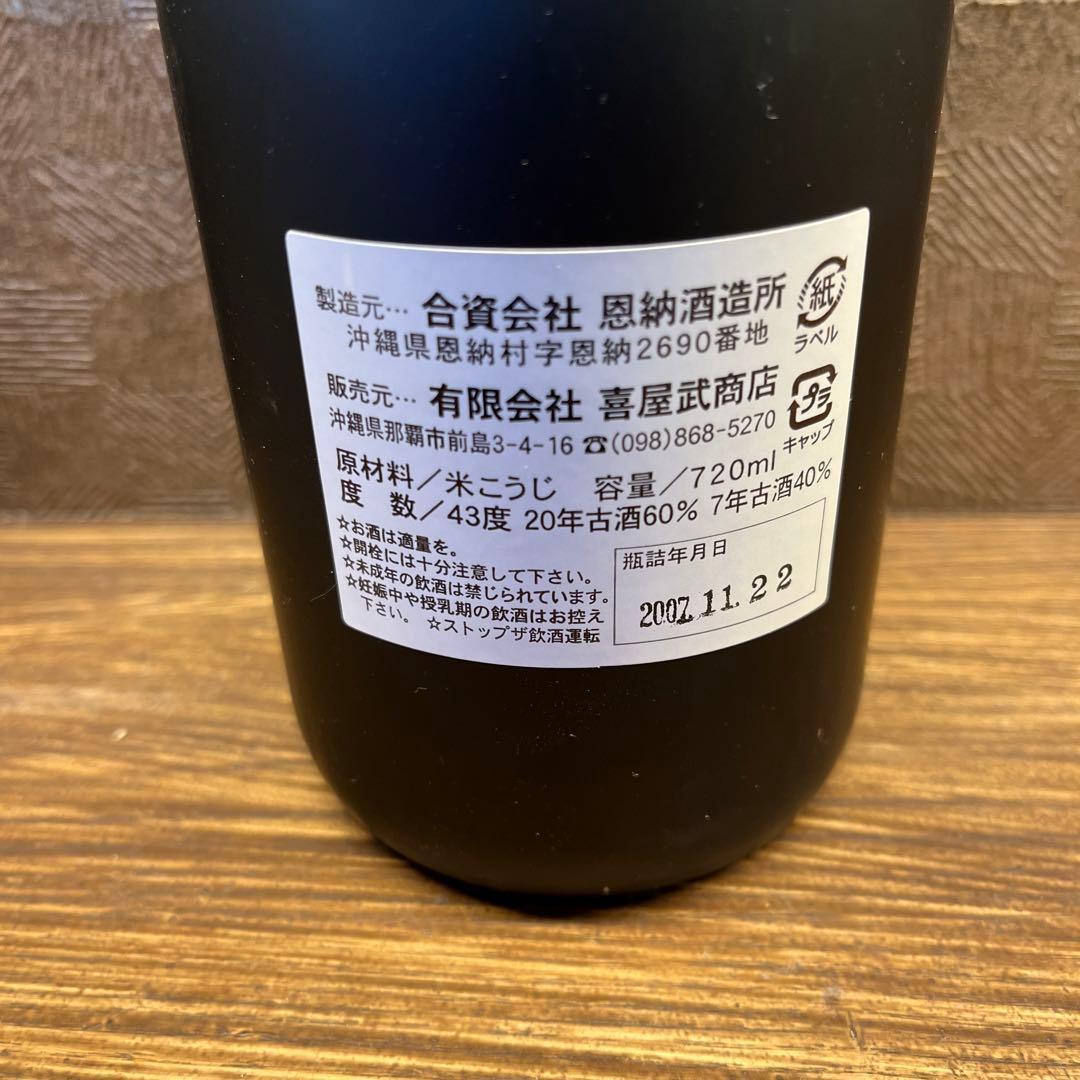 製造元… 合資会社 恩納酒造所
沖縄県恩納村字恩納2690番地
紙
ラベル
販売元… 有限会社 喜屋武商店
沖縄県那覇市前島3-4-16 ☎(098)868-5270
プラ
キャップ
原材料／米こうじ 容量／720ml
度 数／43度 20年古酒60% 7年古酒40%
☆お酒は適量を。
☆開栓には十分注意して下さい。
☆未成年の飲酒は禁じられています。
☆妊娠中や授乳期の飲酒はお控え
下さい。 ☆ストップザ飲酒運転
瓶詰年月日
2007.11.22